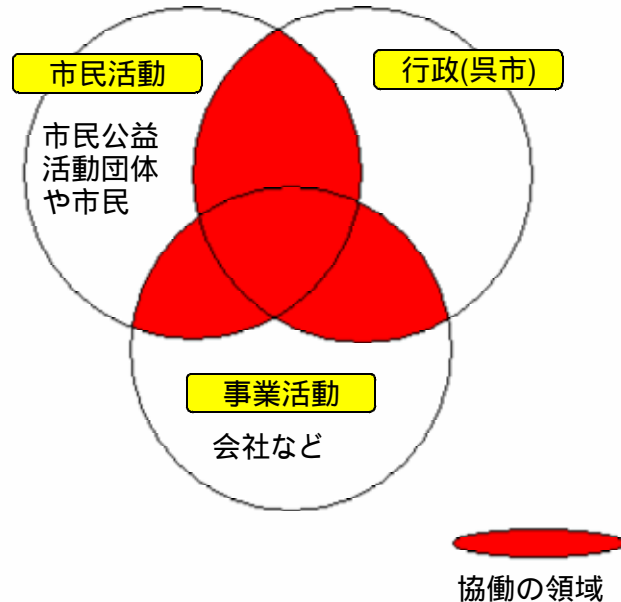 市民活動
行政(呉市)
市民公益
活動団体
や市民
事業活動
会社など
協働の領域